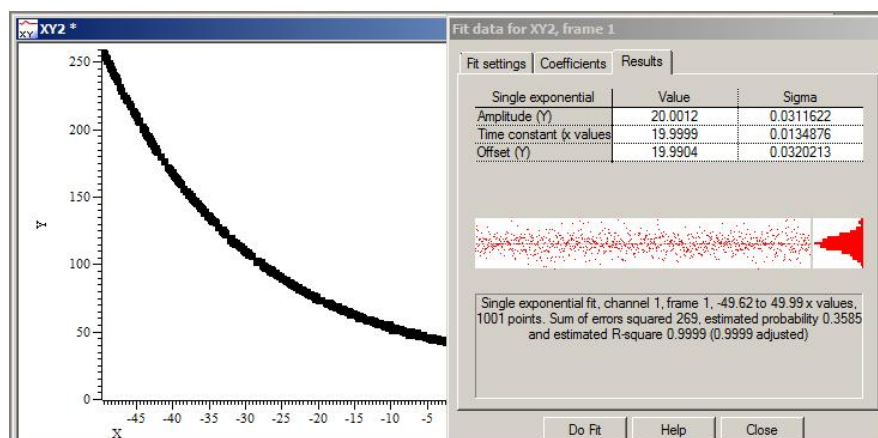 XY2 *
250
200
150
100
50
0
Y
-45 -40 -35 -30 -25 -20 -15 -10 -5
X
Fit data for XY2, frame 1
Fit settings Coefficients Results
Single exponential Value Sigma
Amplitude (Y) 20.0012 0.0311622
Time constant (x values 19.9999 0.0134876
Offset (Y) 19.9904 0.0320213
Single exponential fit, channel 1, frame 1, -49.62 to 49.99 x values,
1001 points. Sum of errors squared 269, estimated probability 0.3585
and estimated R-square 0.9999 (0.9999 adjusted)
Do Fit Help Close